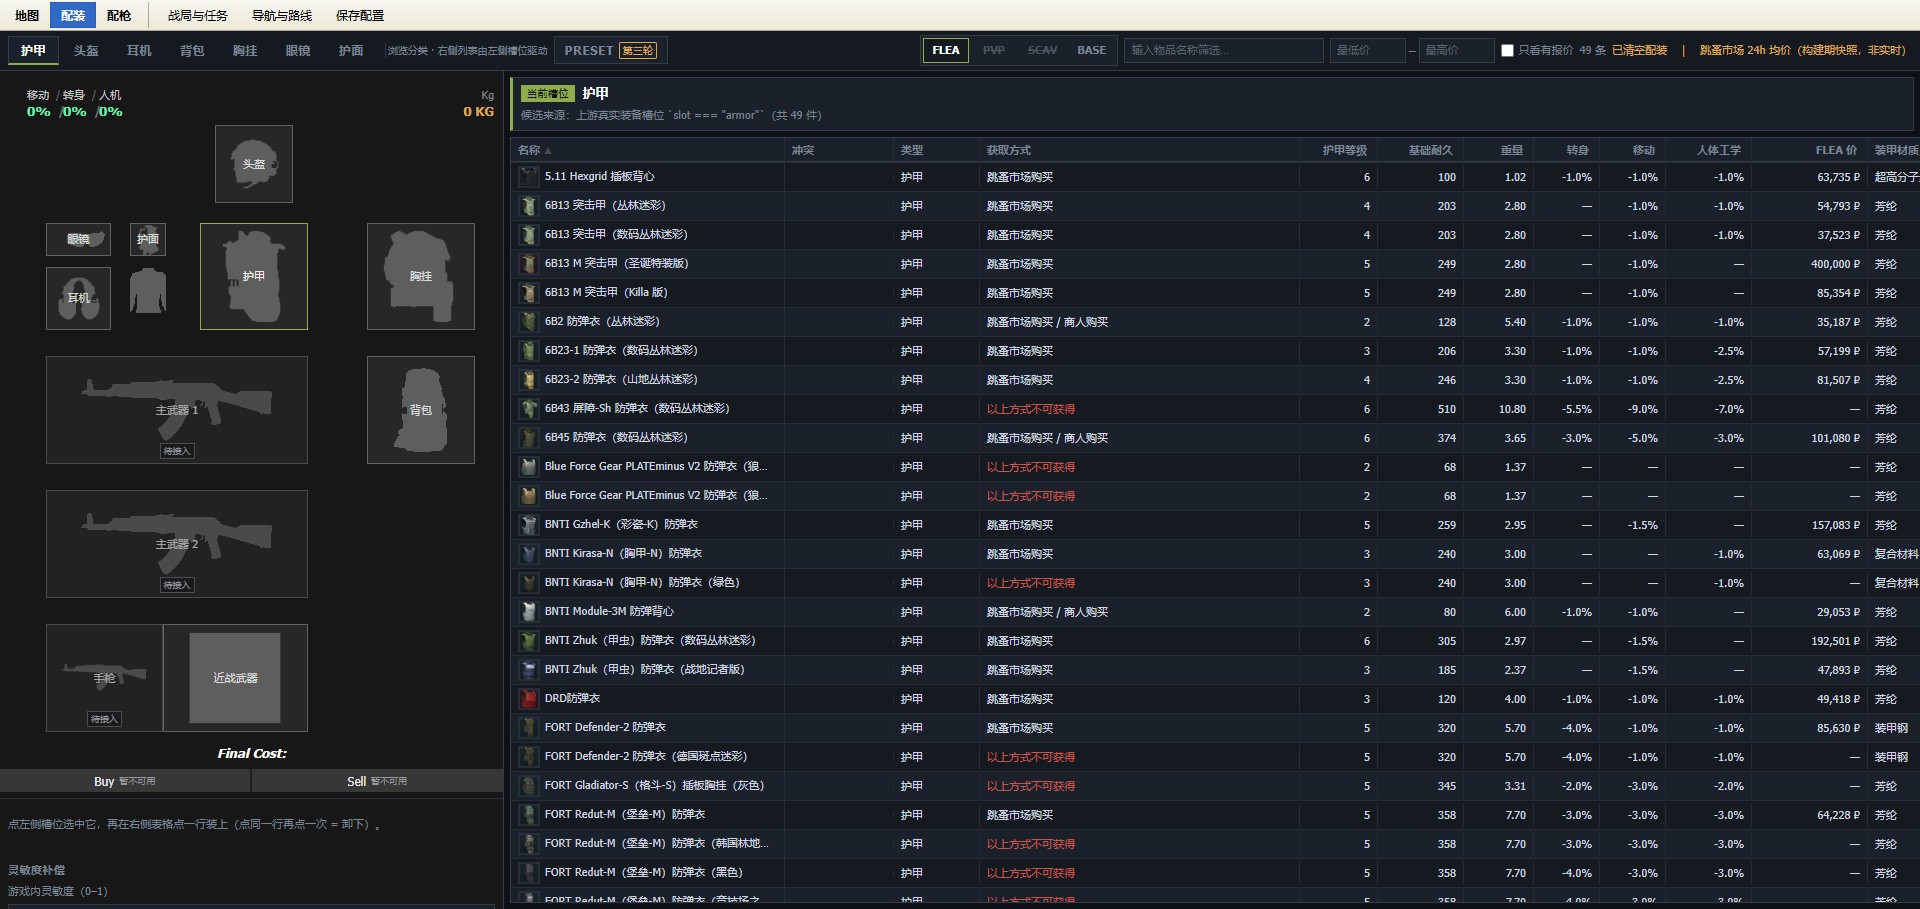 地图 配装 配枪 战局与任务 导航与路线 保存配置
护甲 头盔 耳机 背包 胸挂 眼镜 护面 浏览分类 · 右侧列表由左侧槽位驱动 PRESET 第三轮 FLEA PVP SCAV BASE 输入物品名称筛选... 最低价 – 最高价 只看有报价 49 条 已清空配装 | 跳蚤市场 24h 均价（构建期快照，非实时）
移动 / 转身 / 人机 Kg
0% /0% /0% 0 KG
头盔
眼镜 护面 护甲 胸挂
耳机
主武器 1 背包
待接入
主武器 2
待接入
手枪 近战武器
待接入
Final Cost:
Buy 暂不可用 Sell 暂不可用
点左侧槽位选中它，再在右侧表格点一行装上（点同一行再点一次 = 卸下）。
灵敏度补偿
游戏内灵敏度（0–1）
当前槽位 护甲
候选来源：上游真实装备槽位 `slot === "armor"`（共 49 件）
名称 ▲ 冲突 类型 获取方式 护甲等级 基础耐久 重量 转身 移动 人体工学 FLEA 价 装甲材质
5.11 Hexgrid 插板背心 护甲 跳蚤市场购买 6 100 1.02 -1.0% -1.0% -1.0% 63,735 ₽ 超高分子
6B13 突击甲（丛林迷彩） 护甲 跳蚤市场购买 4 203 2.80 — -1.0% -1.0% 54,793 ₽ 芳纶
6B13 突击甲（数码丛林迷彩） 护甲 跳蚤市场购买 4 203 2.80 — -1.0% -1.0% 37,523 ₽ 芳纶
6B13 M 突击甲（圣诞特装版） 护甲 跳蚤市场购买 5 249 2.80 — -1.0% — 400,000 ₽ 芳纶
6B13 M 突击甲（Killa 版） 护甲 跳蚤市场购买 5 249 2.80 — -1.0% — 85,354 ₽ 芳纶
6B2 防弹衣（丛林迷彩） 护甲 跳蚤市场购买 / 商人购买 2 128 5.40 -1.0% -1.0% -1.0% 35,187 ₽ 芳纶
6B23-1 防弹衣（数码丛林迷彩） 护甲 跳蚤市场购买 3 206 3.30 -1.0% -1.0% -2.5% 57,199 ₽ 芳纶
6B23-2 防弹衣（山地丛林迷彩） 护甲 跳蚤市场购买 4 246 3.30 -1.0% -1.0% -2.5% 81,507 ₽ 芳纶
6B43 屏障-Sh 防弹衣（数码丛林迷彩） 护甲 以上方式不可获得 6 510 10.80 -5.5% -9.0% -7.0% — 芳纶
6B45 防弹衣（数码丛林迷彩） 护甲 跳蚤市场购买 / 商人购买 6 374 3.65 -3.0% -5.0% -3.0% 101,080 ₽ 芳纶
Blue Force Gear PLATEminus V2 防弹衣（狼... 护甲 以上方式不可获得 2 68 1.37 — — — — 芳纶
Blue Force Gear PLATEminus V2 防弹衣（狼... 护甲 以上方式不可获得 2 68 1.37 — — — — 芳纶
BNTI Gzhel-K（彩瓷-K）防弹衣 护甲 跳蚤市场购买 5 259 2.95 — -1.5% — 157,083 ₽ 芳纶
BNTI Kirasa-N（胸甲-N）防弹衣 护甲 跳蚤市场购买 3 240 3.00 — — -1.0% 63,069 ₽ 复合材料
BNTI Kirasa-N（胸甲-N）防弹衣（绿色） 护甲 以上方式不可获得 3 240 3.00 — — -1.0% — 复合材料
BNTI Module-3M 防弹背心 护甲 跳蚤市场购买 / 商人购买 2 80 6.00 -1.0% -1.0% — 29,053 ₽ 芳纶
BNTI Zhuk（甲虫）防弹衣（数码丛林迷彩） 护甲 跳蚤市场购买 6 305 2.97 — -1.5% — 192,501 ₽ 芳纶
BNTI Zhuk（甲虫）防弹衣（战地记者版） 护甲 跳蚤市场购买 3 185 2.37 — -1.5% — 47,893 ₽ 芳纶
DRD防弹衣 护甲 跳蚤市场购买 3 120 4.00 -1.0% -1.0% -1.0% 49,418 ₽ 芳纶
FORT Defender-2 防弹衣 护甲 跳蚤市场购买 5 320 5.70 -4.0% -1.0% -1.0% 85,630 ₽ 装甲钢
FORT Defender-2 防弹衣（德国斑点迷彩） 护甲 以上方式不可获得 5 320 5.70 -4.0% -1.0% -1.0% — 装甲钢
FORT Gladiator-S（格斗-S）插板胸挂（灰色） 护甲 以上方式不可获得 5 345 3.31 -2.0% -3.0% -2.0% — 芳纶
FORT Redut-M（堡垒-M）防弹衣 护甲 跳蚤市场购买 5 358 7.70 -3.0% -3.0% -3.0% 64,228 ₽ 芳纶
FORT Redut-M（堡垒-M）防弹衣（韩国林地... 护甲 以上方式不可获得 5 358 7.70 -3.0% -3.0% -3.0% — 芳纶
FORT Redut-M（堡垒-M）防弹衣（黑色） 护甲 以上方式不可获得 5 358 7.70 -4.0% -3.0% -3.0% — 芳纶
FORT Redut-M（堡垒-M）防弹衣（竞技场之... 护甲 以上方式不可获得 5 358 7.70 -4.0% -3.0% -3.0% — 芳纶